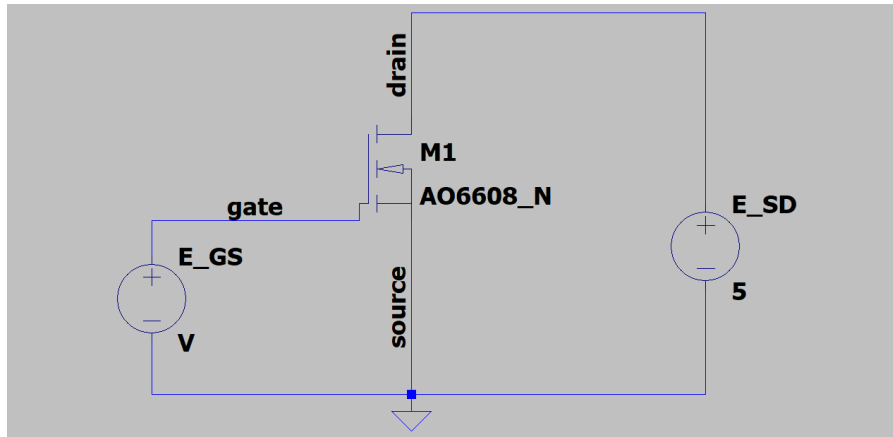 drain
M1
AO6608_N
gate
E_SD
E_GS
source
5
V